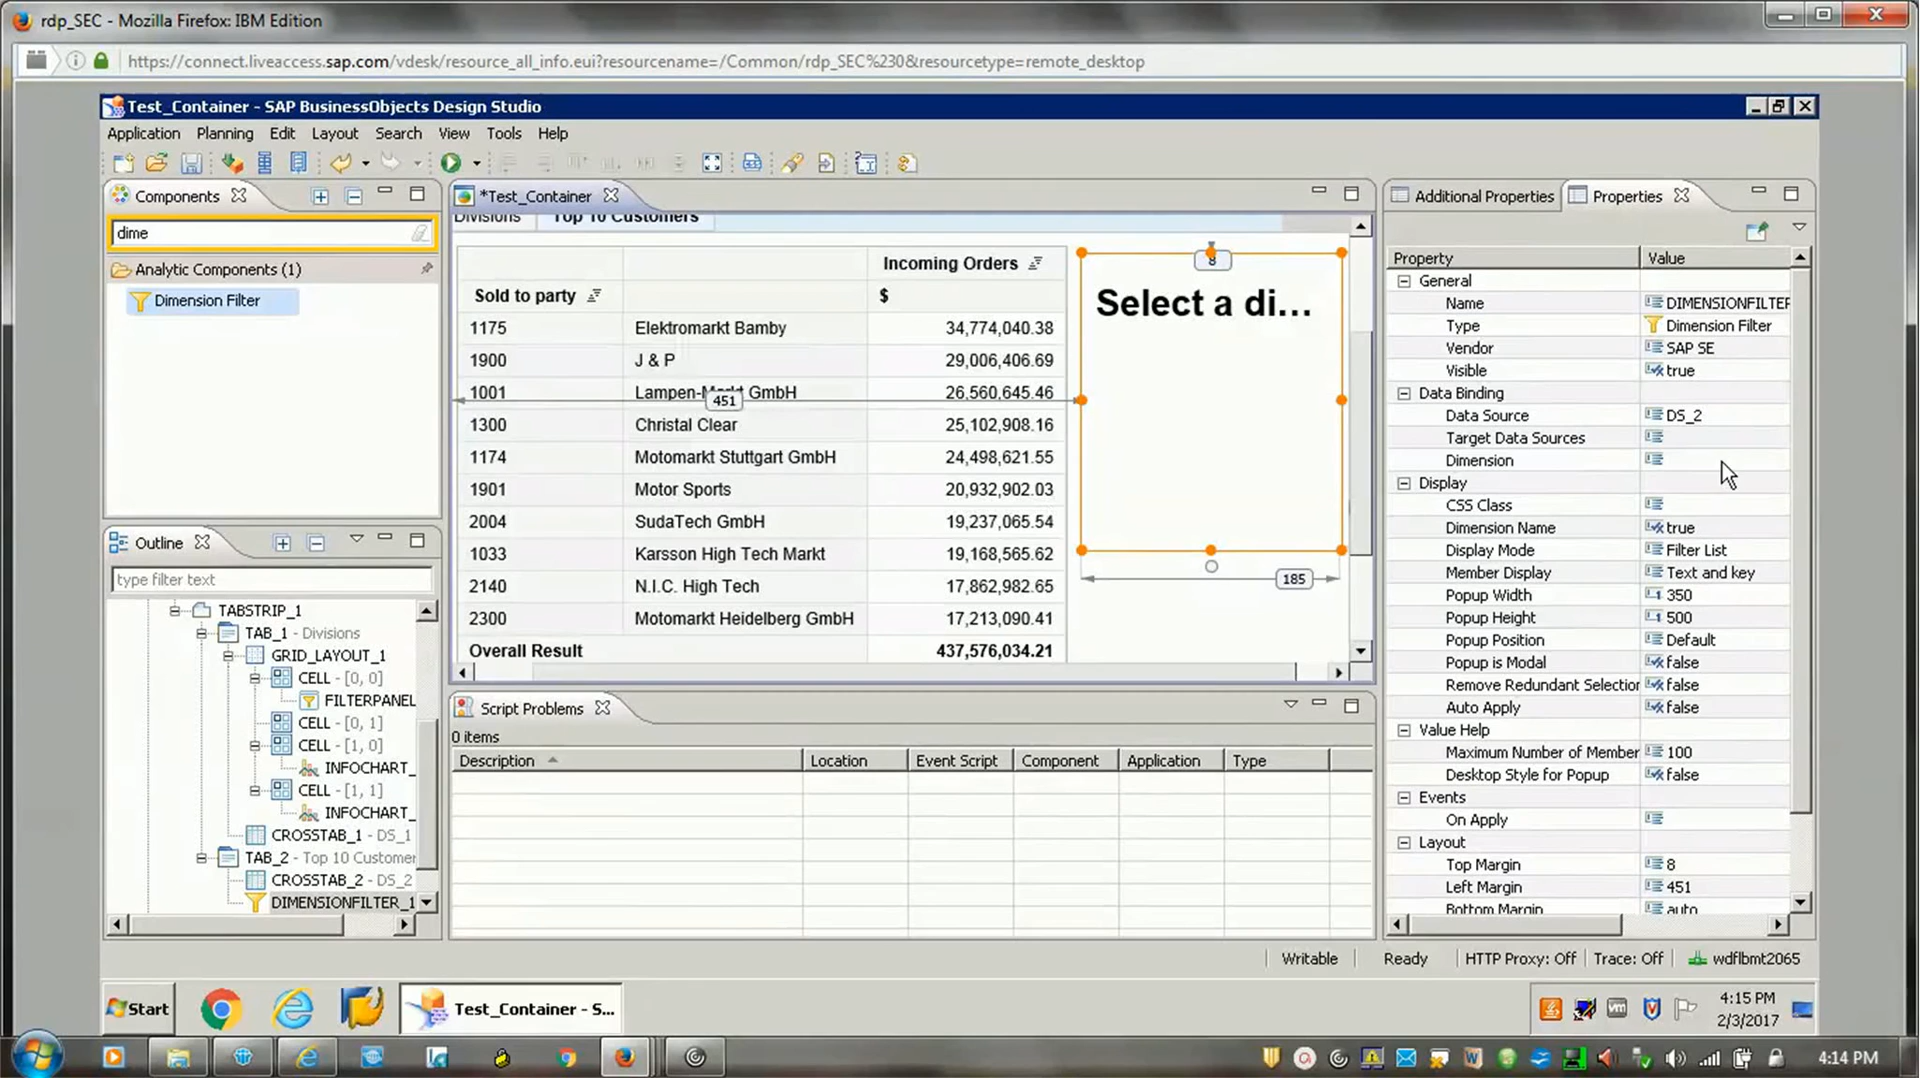 rdp_SEC - Mozilla Firefox: IBM Edition
https://connect.liveaccess.sap.com/vdesk/resource_all_info.eui?resourcename=/Common/rdp_SEC%230&resourcetype=remote_desktop
Test_Container - SAP BusinessObjects Design Studio
Application Planning Edit Layout Search View Tools Help
Components
dime
Analytic Components (1)
Dimension Filter
Outline
type filter text
TABSTRIP_1
TAB_1 - Divisions
GRID_LAYOUT_1
CELL - [0, 0]
FILTERPANEL
CELL - [0, 1]
CELL - [1, 0]
INFOCHART_
CELL - [1, 1]
INFOCHART_
CROSSTAB_1 - DS_1
TAB_2 - Top 10 Customer
CROSSTAB_2 - DS_2
DIMENSIONFILTER_1
*Test_Container
Divisions Top 10 Customers
Incoming Orders
Sold to party $
1175 Elektromarkt Bamby 34,774,040.38
1900 J & P 29,006,406.69
1001 Lampen-Markt GmbH 26,560,645.46
451
1300 Christal Clear 25,102,908.16
1174 Motomarkt Stuttgart GmbH 24,498,621.55
1901 Motor Sports 20,932,902.03
2004 SudaTech GmbH 19,237,065.54
1033 Karsson High Tech Markt 19,168,565.62
2140 N.I.C. High Tech 17,862,982.65
2300 Motomarkt Heidelberg GmbH 17,213,090.41
Overall Result 437,576,034.21
8
Select a di...
185
Script Problems
0 items
Description Location Event Script Component Application Type
Additional Properties Properties
Property Value
General
Name DIMENSIONFILTER
Type Dimension Filter
Vendor SAP SE
Visible true
Data Binding
Data Source DS_2
Target Data Sources
Dimension
Display
CSS Class
Dimension Name true
Display Mode Filter List
Member Display Text and key
Popup Width 350
Popup Height 500
Popup Position Default
Popup is Modal false
Remove Redundant Selection false
Auto Apply false
Value Help
Maximum Number of Member 100
Desktop Style for Popup false
Events
On Apply
Layout
Top Margin 8
Left Margin 451
Bottom Margin auto
Writable Ready HTTP Proxy: Off Trace: Off wdflbmt2065
Start Test_Container - S... 4:15 PM
2/3/2017
4:14 PM